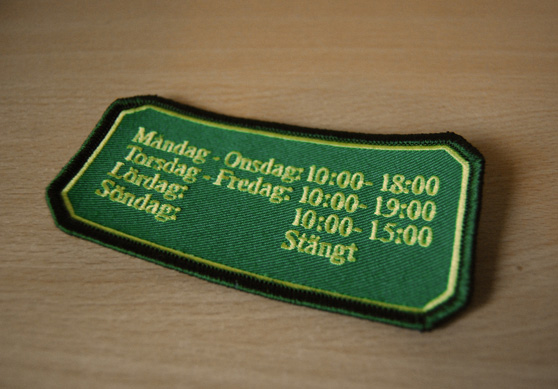 Måndag - Onsdag: 10:00- 18:00
Torsdag - Fredag: 10:00- 19:00
Lördag: 10:00- 15:00
Söndag: Stängt